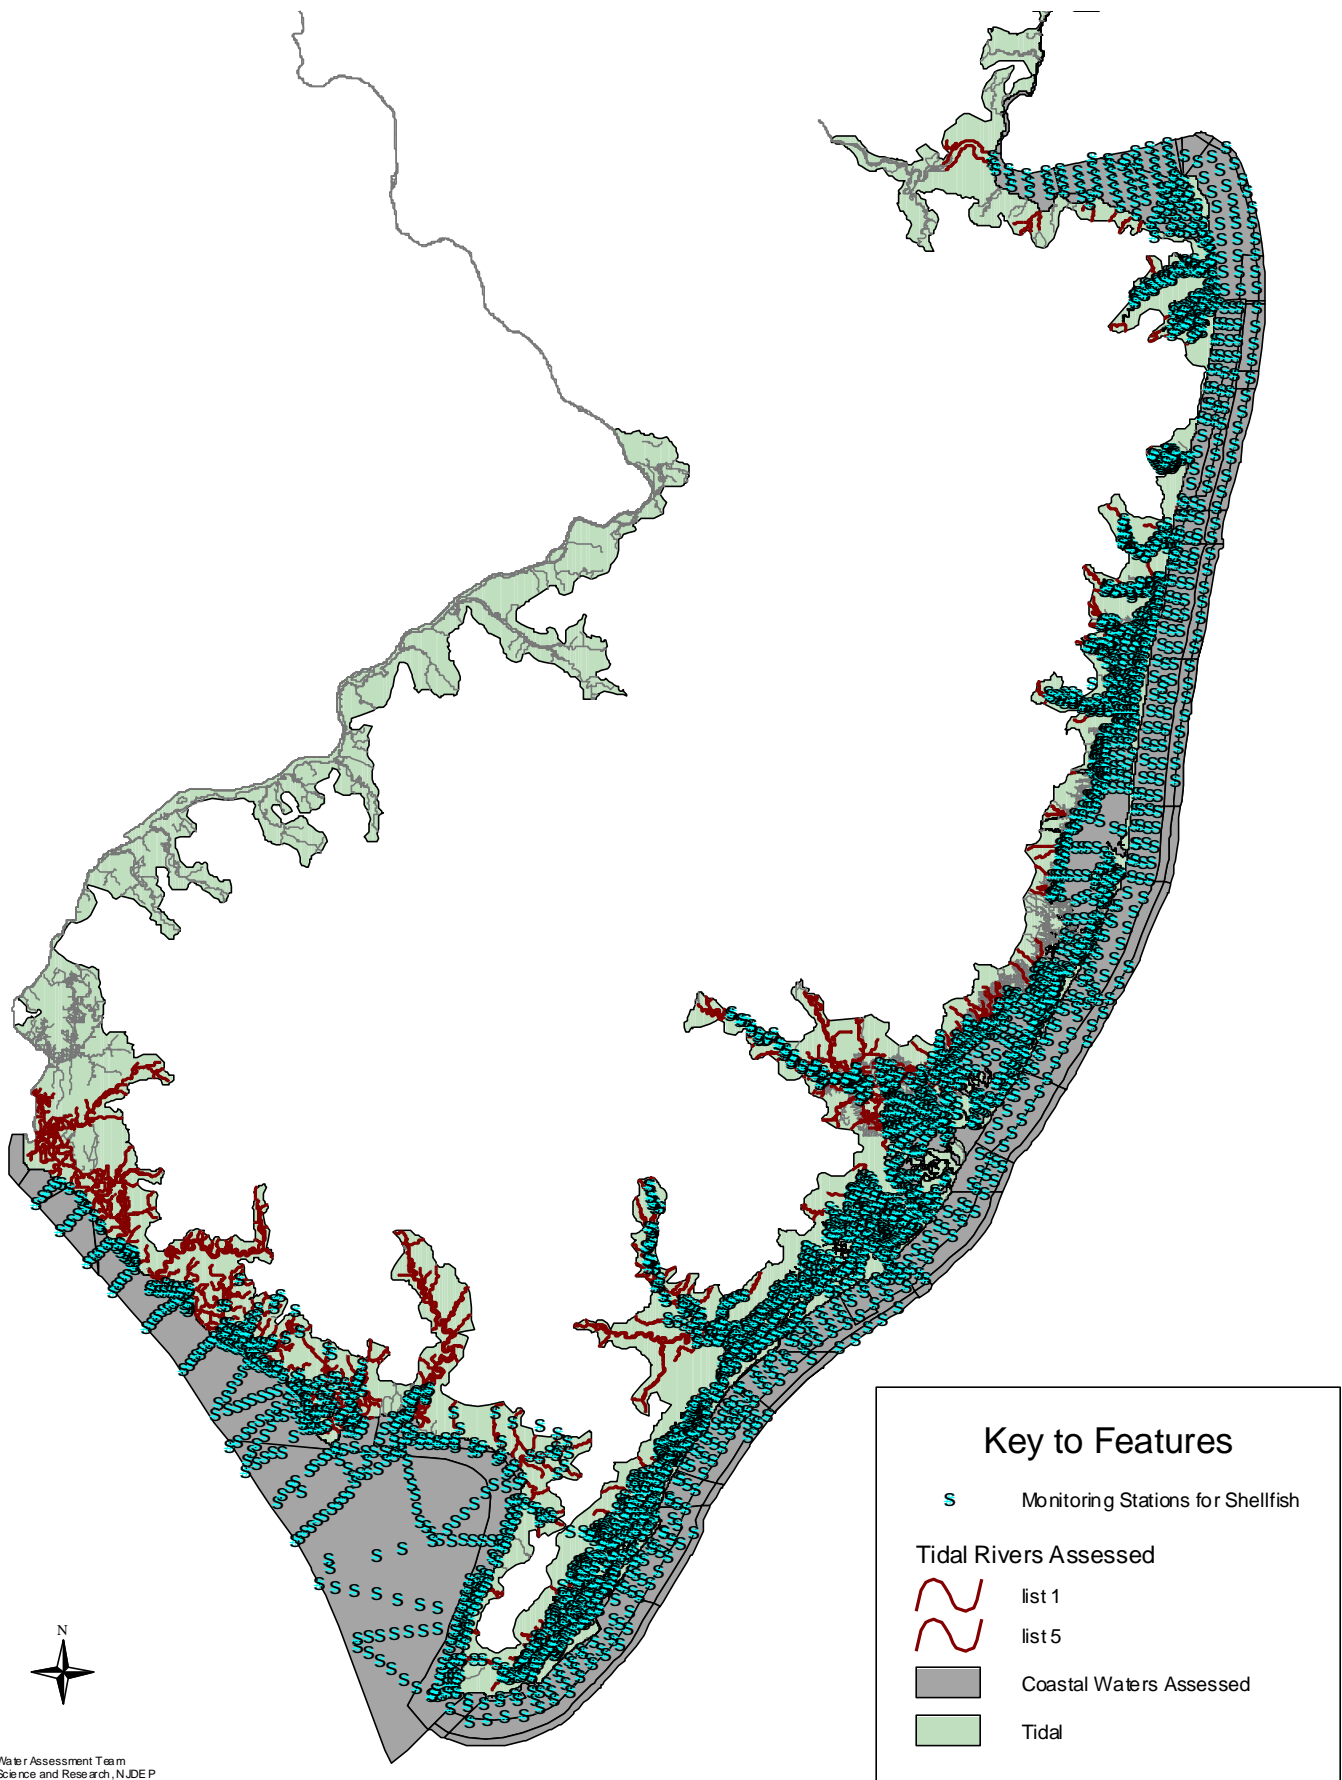 Key to Features
S Monitoring Stations for Shellfish
Tidal Rivers Assessed
list 1
list 5
Coastal Waters Assessed
Tidal
N
Water Assessment Team
Science and Research, NJDEP